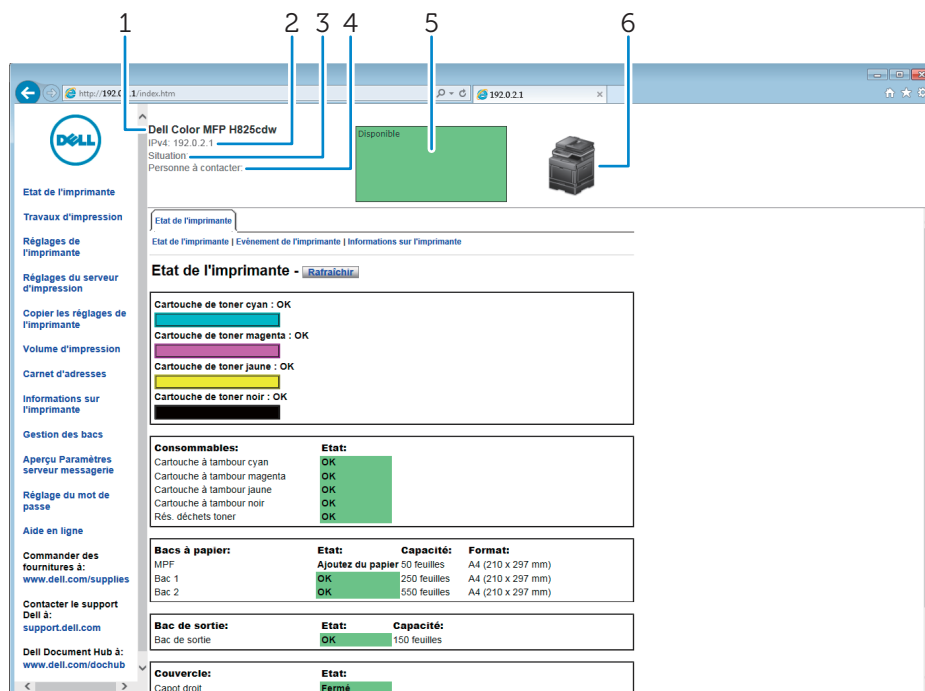 1 2 3 4 5 6
http://192.0.2.1/index.htm
192.0.2.1
DELL
Dell Color MFP H825cdw
IPv4: 192.0.2.1
Situation:
Personne à contacter:
Disponible
Etat de l'imprimante
Travaux d'impression
Réglages de
l'imprimante
Réglages du serveur
d'impression
Copier les réglages de
l'imprimante
Volume d'impression
Carnet d'adresses
Informations sur
l'imprimante
Gestion des bacs
Aperçu Paramètres
serveur messagerie
Réglage du mot de
passe
Aide en ligne
Commander des
fournitures à:
www.dell.com/supplies
Contacter le support
Dell à:
support.dell.com
Dell Document Hub à:
www.dell.com/dochub
Etat de l'imprimante
Etat de l'imprimante | Evènement de l'imprimante | Informations sur l'imprimante
Etat de l'imprimante - Rafraîchir
Cartouche de toner cyan : OK
Cartouche de toner magenta : OK
Cartouche de toner jaune : OK
Cartouche de toner noir : OK
Consommables: Etat:
Cartouche à tambour cyan OK
Cartouche à tambour magenta OK
Cartouche à tambour jaune OK
Cartouche à tambour noir OK
Rés. déchets toner OK
Bacs à papier: Etat: Capacité: Format:
MPF Ajoutez du papier 50 feuilles A4 (210 x 297 mm)
Bac 1 OK 250 feuilles A4 (210 x 297 mm)
Bac 2 OK 550 feuilles A4 (210 x 297 mm)
Bac de sortie: Etat: Capacité:
Bac de sortie OK 150 feuilles
Couvercle: Etat:
Capot droit Fermé